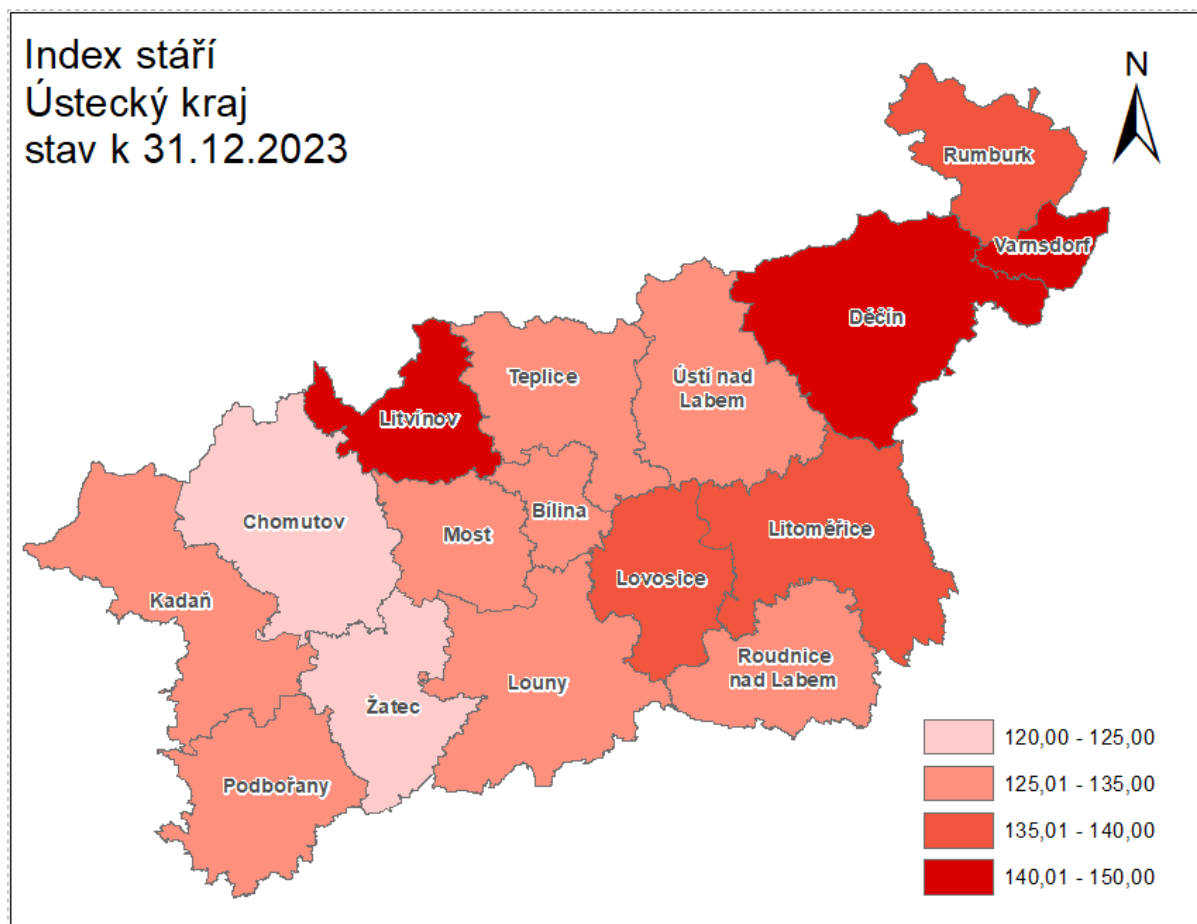 Index stáří
Ústecký kraj
stav k 31.12.2023
N
Rumburk
Varnsdorf
Děčín
Teplice
Ústí nad
Labem
Litvínov
Chomutov
Most
Bílina
Litoměřice
Lovosice
Kadaň
Roudnice
nad Labem
Louny
Žatec
Podbořany
120,00 - 125,00
125,01 - 135,00
135,01 - 140,00
140,01 - 150,00